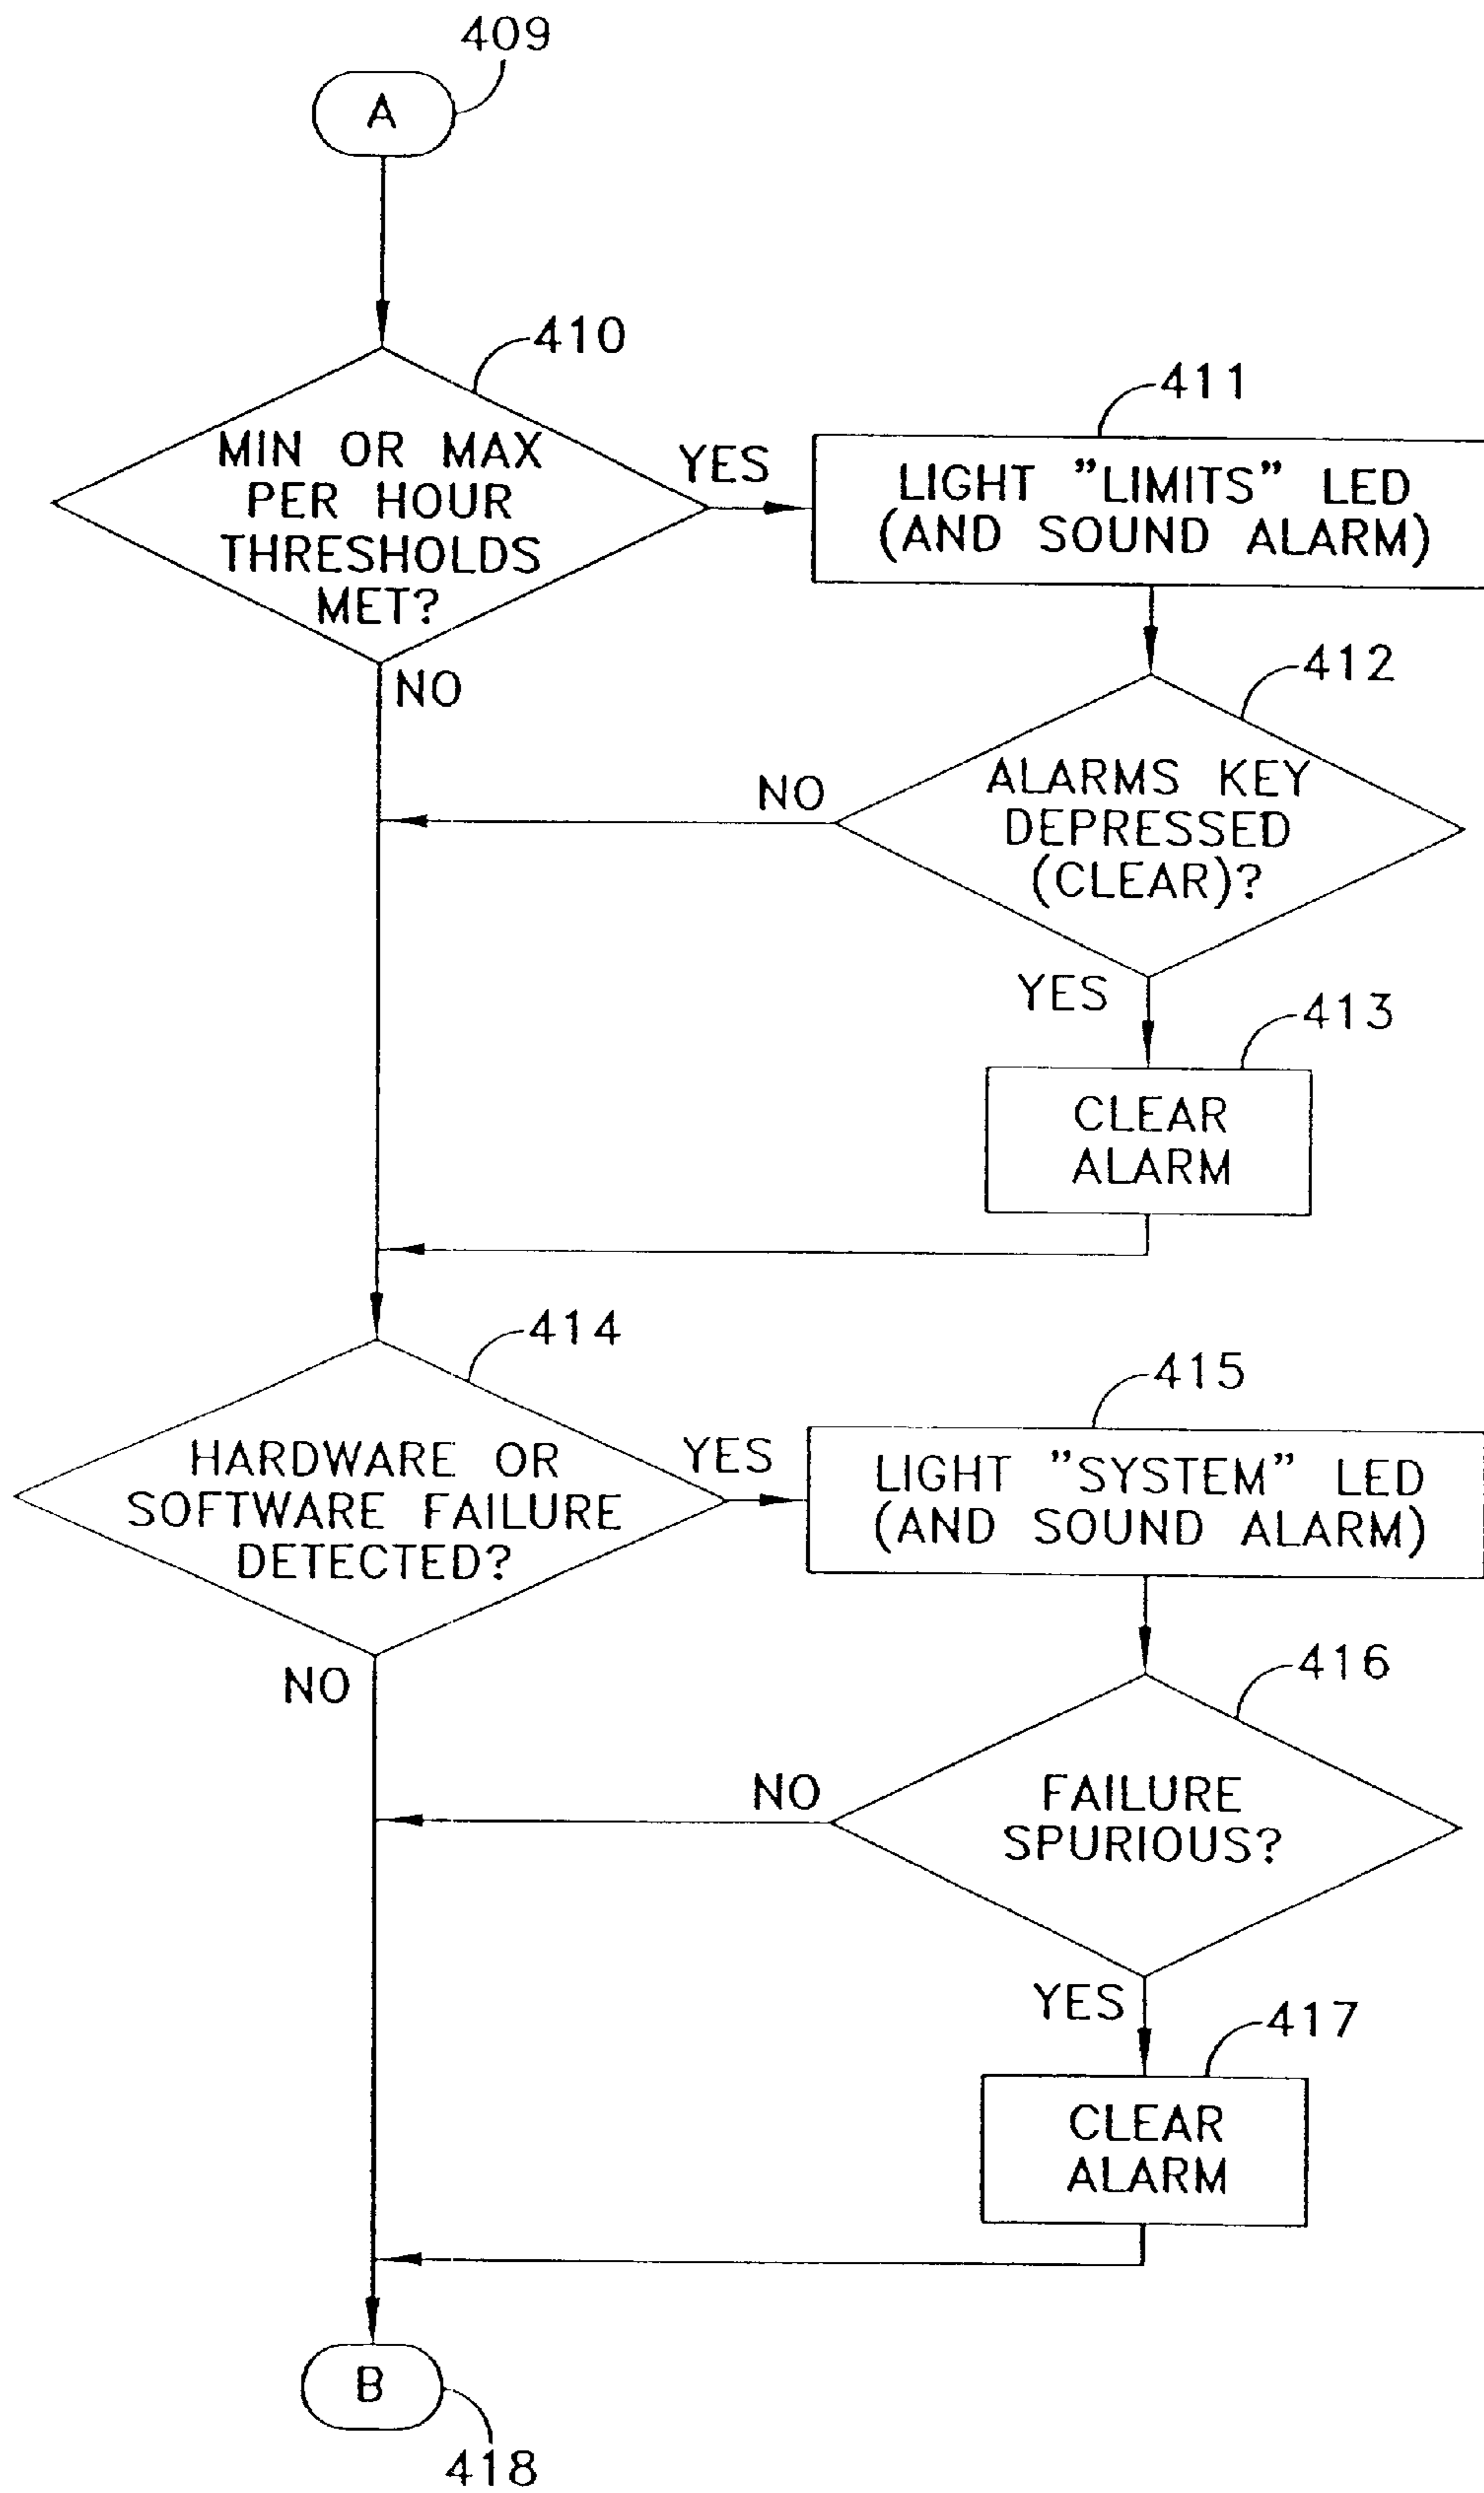 409
A
410
MIN OR MAX
PER HOUR
THRESHOLDS
MET?
YES
NO
411
LIGHT "LIMITS" LED
(AND SOUND ALARM)
412
ALARMS KEY
DEPRESSED
(CLEAR)?
NO
YES
413
CLEAR
ALARM
414
HARDWARE OR
SOFTWARE FAILURE
DETECTED?
YES
NO
415
LIGHT "SYSTEM" LED
(AND SOUND ALARM)
416
FAILURE
SPURIOUS?
NO
YES
417
CLEAR
ALARM
B
418